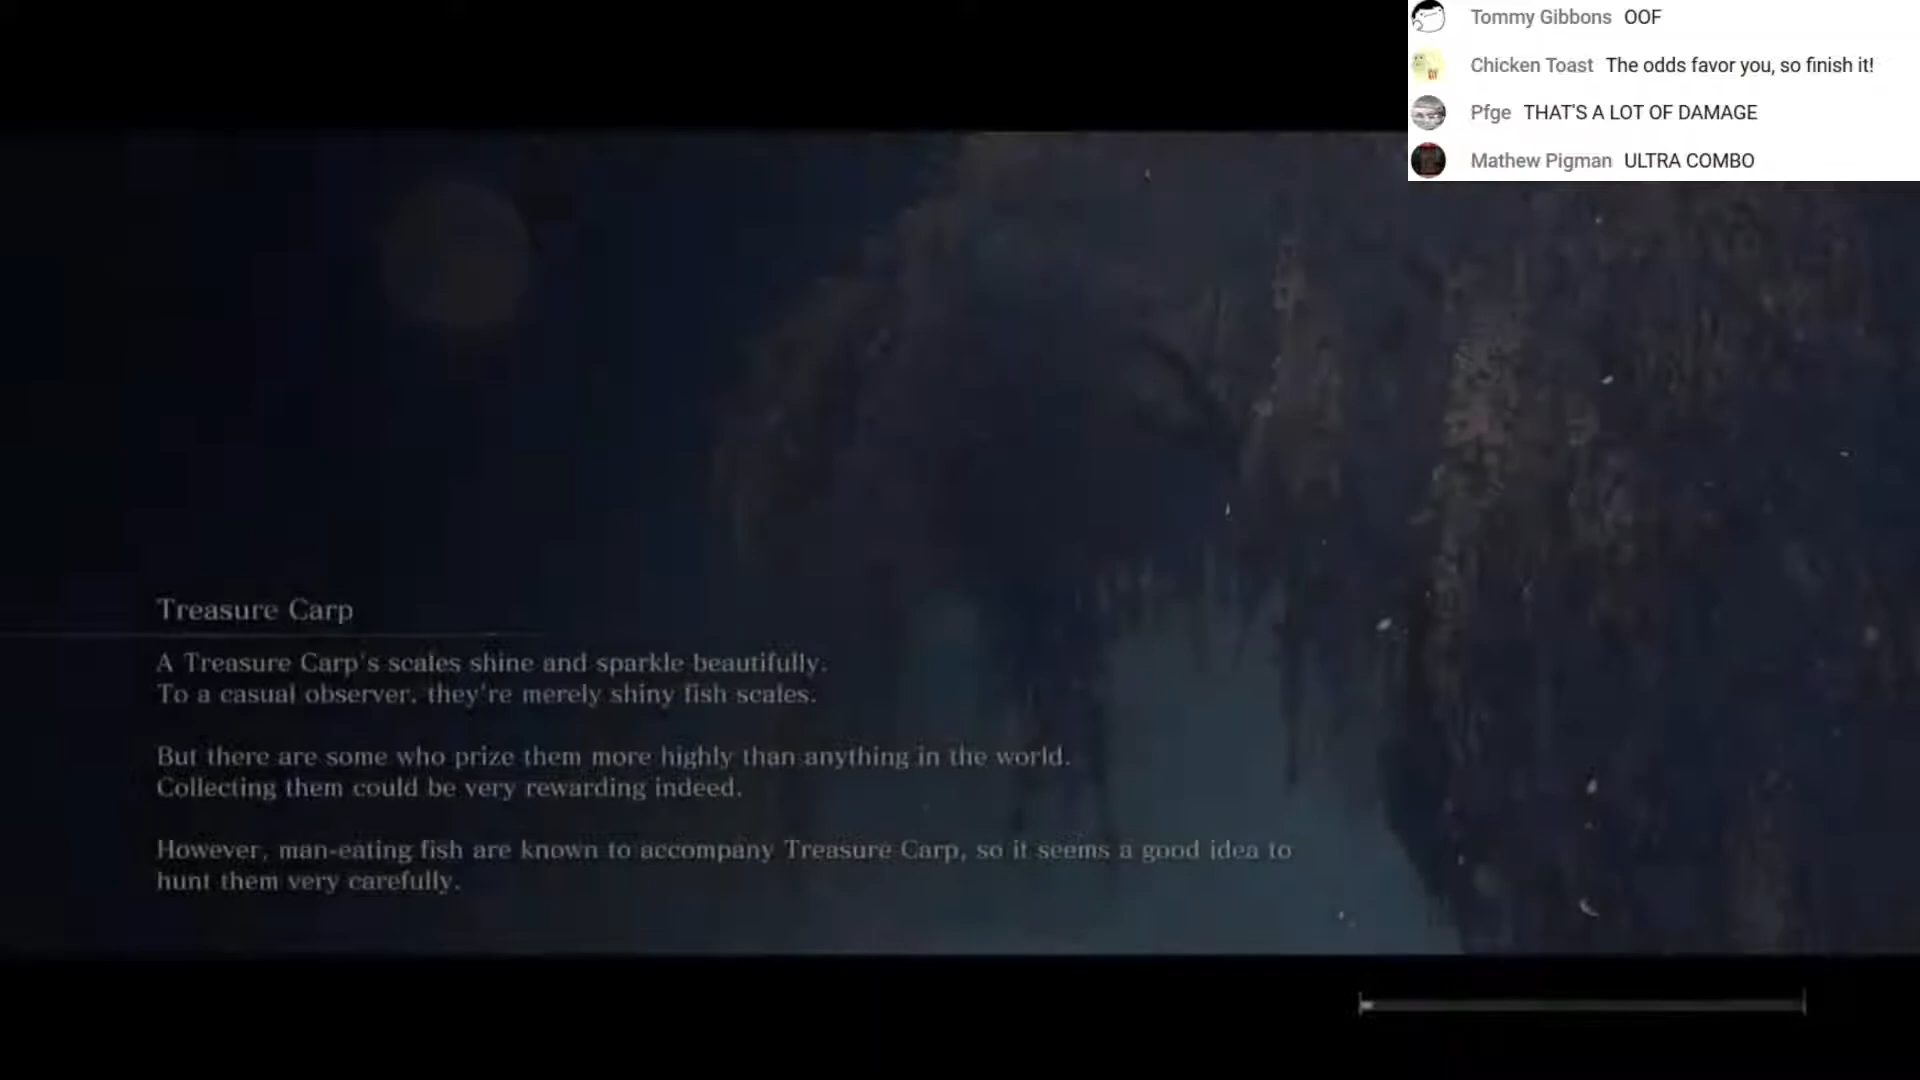 Tommy Gibbons OOF
Chicken Toast The odds favor you, so finish it!
Pfge THAT'S A LOT OF DAMAGE
Mathew Pigman ULTRA COMBO
Treasure Carp
A Treasure Carp's scales shine and sparkle beautifully.
To a casual observer, they're merely shiny fish scales.
But there are some who prize them more highly than anything in the world.
Collecting them could be very rewarding indeed.
However, man-eating fish are known to accompany Treasure Carp, so it seems a good idea to
hunt them very carefully.